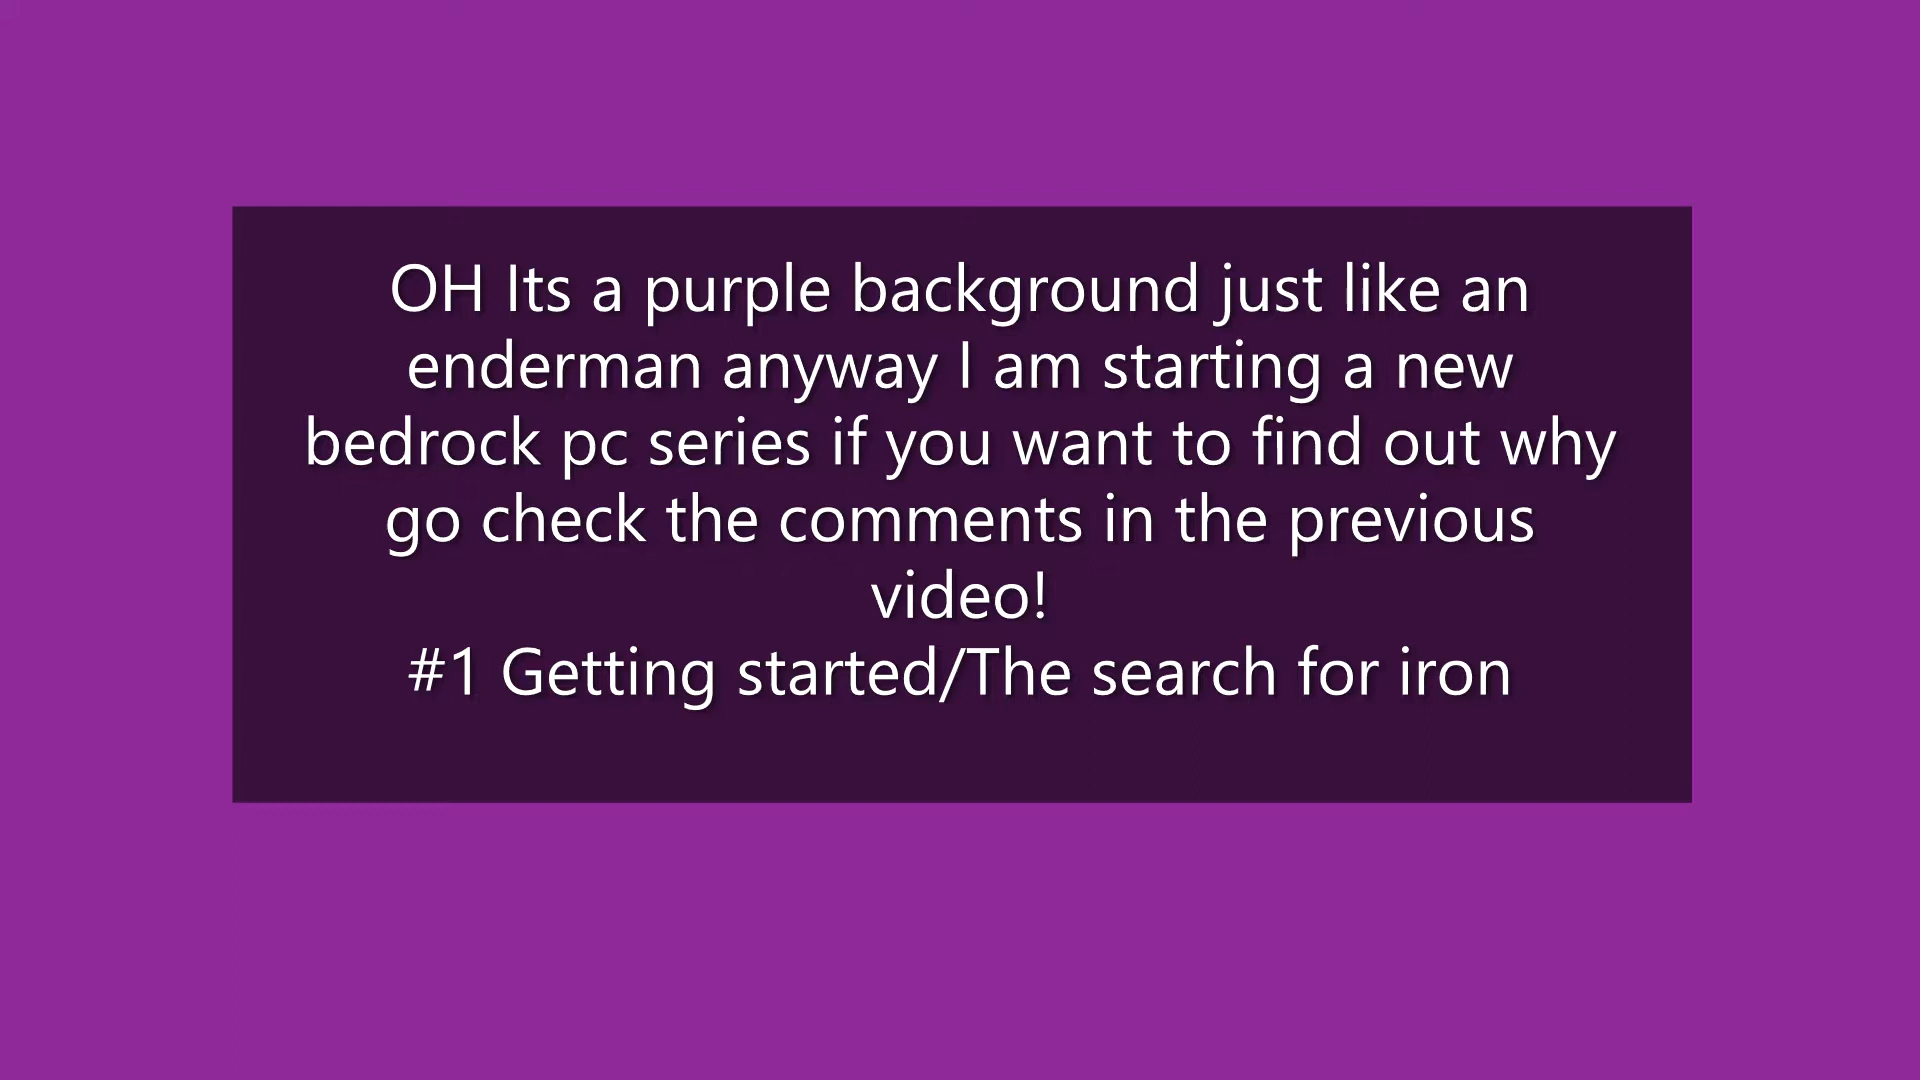 OH Its a purple background just like an
enderman anyway I am starting a new
bedrock pc series if you want to find out why
go check the comments in the previous
video!
#1 Getting started/The search for iron